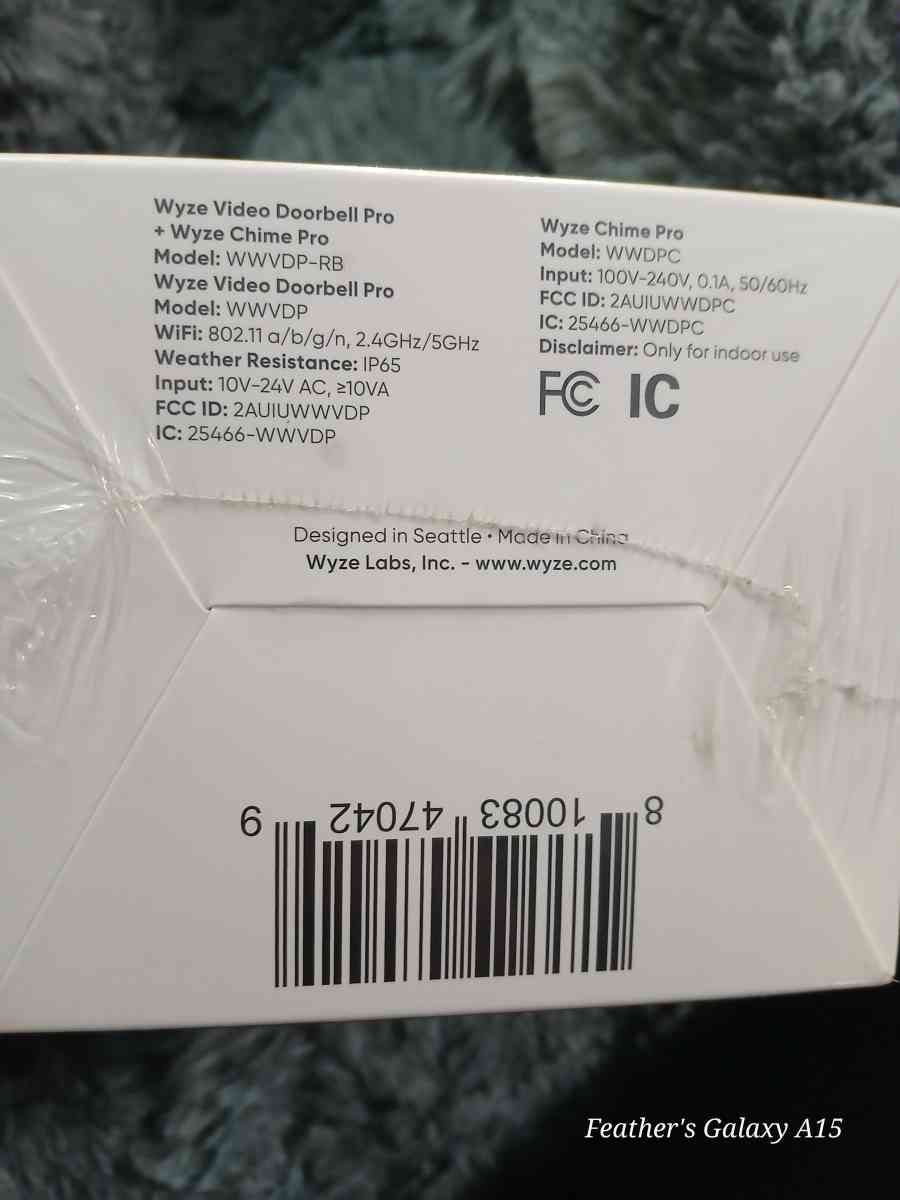 Wyze Video Doorbell Pro
+ Wyze Chime Pro
Model: WWVDP-RB
Wyze Video Doorbell Pro
Model: WWVDP
WiFi: 802.11 a/b/g/n, 2.4GHz/5GHz
Weather Resistance: IP65
Input: 10V-24V AC, ≥10VA
FCC ID: 2AUIUWWVDP
IC: 25466-WWVDP
Wyze Chime Pro
Model: WWDPC
Input: 100V-240V, 0.1A, 50/60Hz
FCC ID: 2AUIUWWDPC
IC: 25466-WWDPC
Disclaimer: Only for indoor use
FC IC
Designed in Seattle • Made in China
Wyze Labs, Inc. - www.wyze.com
8 10083 47042 9
Feather's Galaxy A15